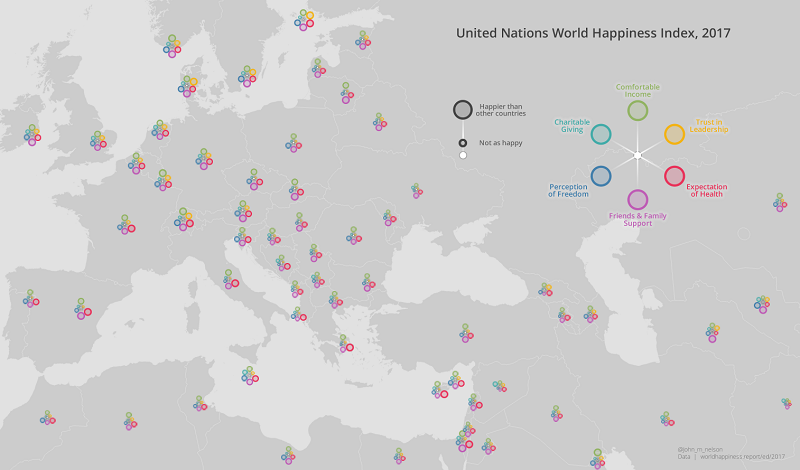 United Nations World Happiness Index, 2017
Happier than
other countries
Not as happy
Comfortable
Income
Charitable
Giving
Trust in
Leadership
Perception
of Freedom
Expectation
of Health
Friends & Family
Support
@john_m_nelson
Data | worldhappiness.report/ed/2017